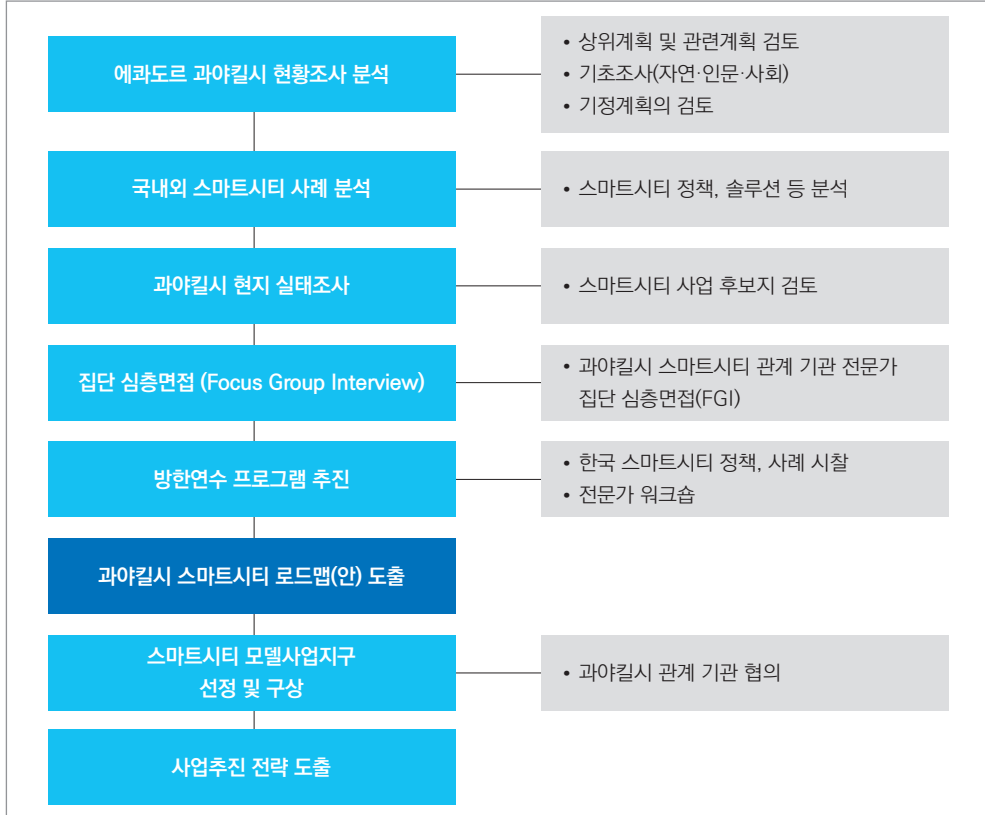 에콰도르 과야킬시 현황조사 분석
• 상위계획 및 관련계획 검토
• 기초조사(자연·인문·사회)
• 기정계획의 검토
국내외 스마트시티 사례 분석
• 스마트시티 정책, 솔루션 등 분석
과야킬시 현지 실태조사
• 스마트시티 사업 후보지 검토
집단 심층면접 (Focus Group Interview)
• 과야킬시 스마트시티 관계 기관 전문가
집단 심층면접(FGI)
방한연수 프로그램 추진
• 한국 스마트시티 정책, 사례 시찰
• 전문가 워크숍
과야킬시 스마트시티 로드맵(안) 도출
스마트시티 모델사업지구
선정 및 구상
• 과야킬시 관계 기관 협의
사업추진 전략 도출